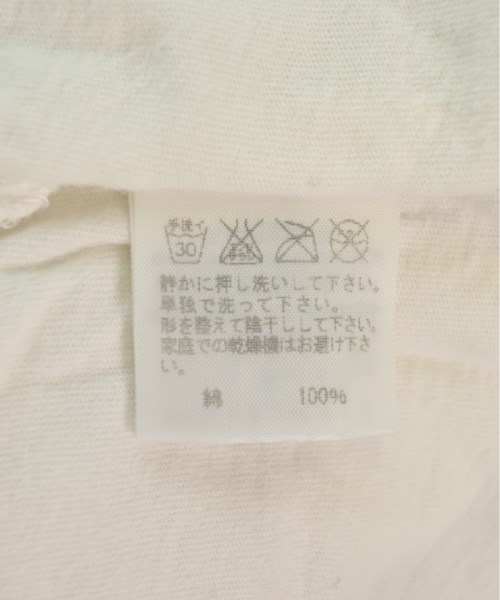 手洗イ
30
静かに押し洗いして下さい。
単独で洗って下さい。
形を整えて陰干しして下さい。
家庭での乾燥機はお避け下さ
い。
綿 100%